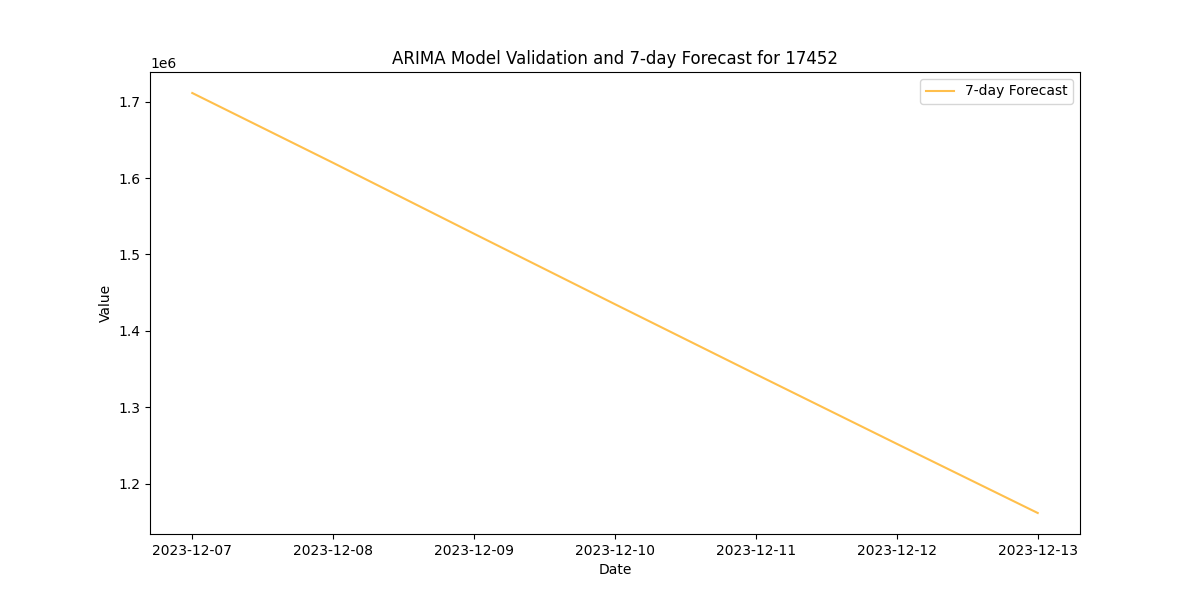 ARIMA Model Validation and 7-day Forecast for 17452
1e6
7-day Forecast
1.7
1.6
1.5
1.4
1.3
1.2
Value
2023-12-07 2023-12-08 2023-12-09 2023-12-10 2023-12-11 2023-12-12 2023-12-13
Date